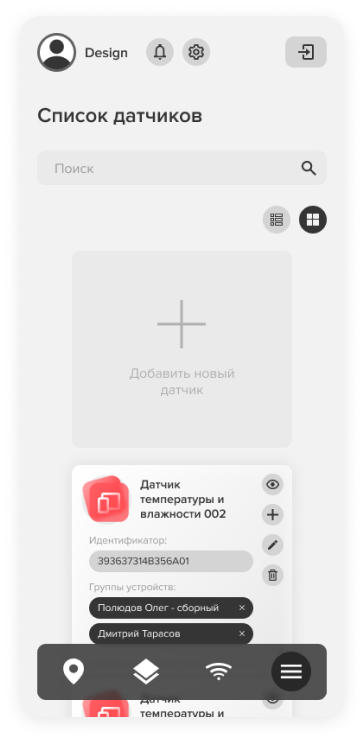 Design
Список датчиков
Поиск
Добавить новый
датчик
Датчик
температуры и
влажности 002
Идентификатор:
393637314B356A01
Группы устройств:
Полюдов Олег - сборный ×
Дмитрий Тарасов ×
Датчик
температуры и